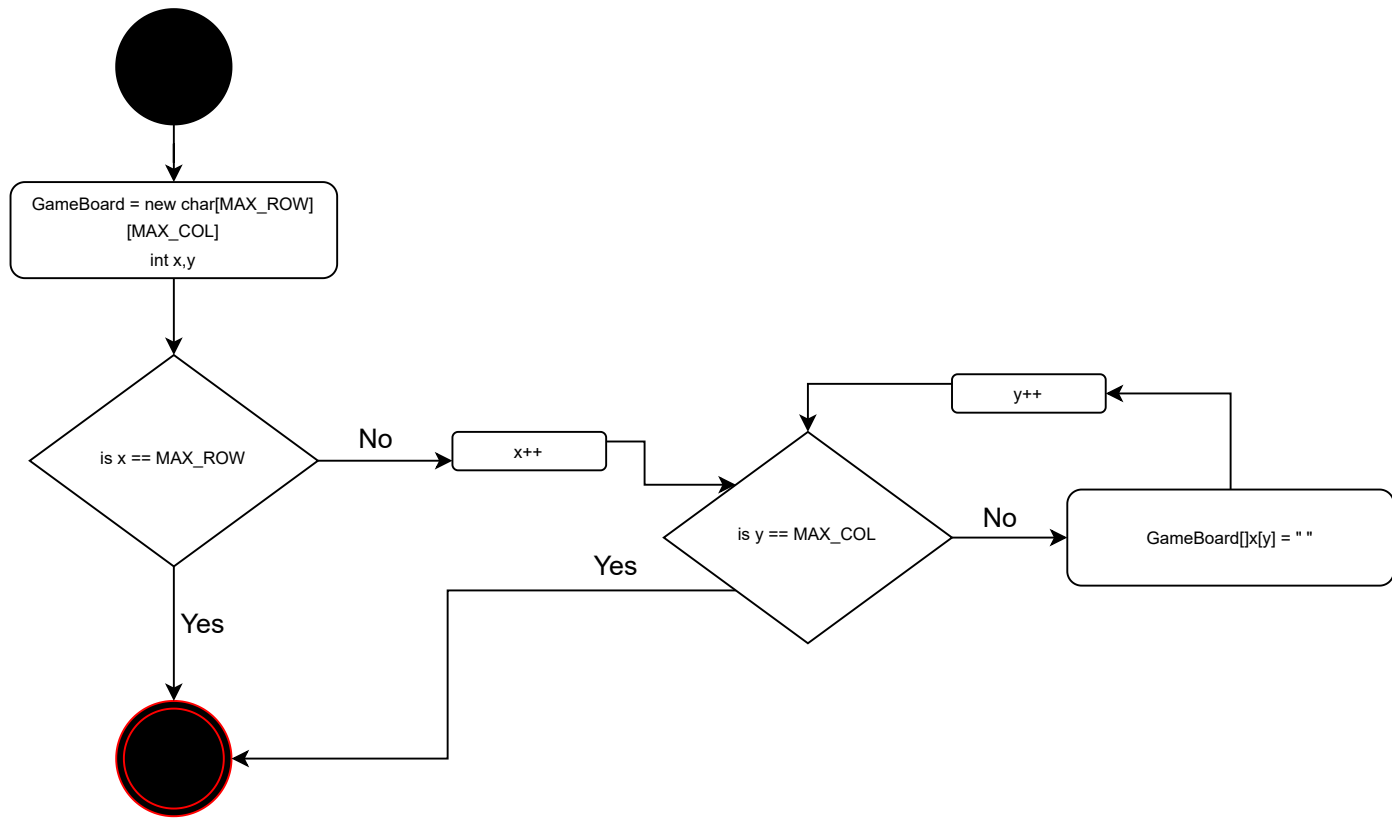 GameBoard = new char[MAX_ROW]
[MAX_COL]
int x,y
is x == MAX_ROW
No
x++
Yes
is y == MAX_COL
No
GameBoard[]x[y] = " "
y++
Yes